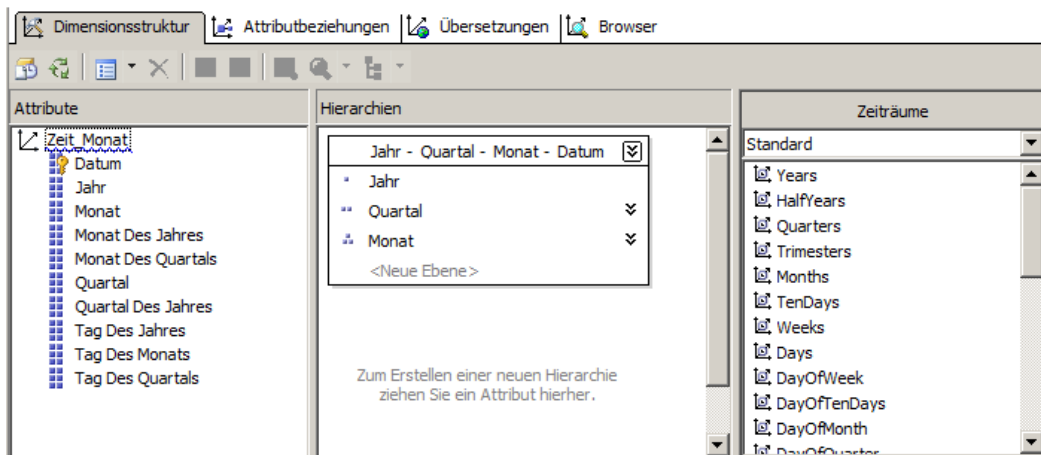 Dimensionsstruktur Attributbeziehungen Übersetzungen Browser
Attribute
Zeit_Monat
Datum
Jahr
Monat
Monat Des Jahres
Monat Des Quartals
Quartal
Quartal Des Jahres
Tag Des Jahres
Tag Des Monats
Tag Des Quartals
Hierarchien
Jahr - Quartal - Monat - Datum
Jahr
Quartal
Monat
<Neue Ebene>
Zum Erstellen einer neuen Hierarchie
ziehen Sie ein Attribut hierher.
Zeiträume
Standard
Years
HalfYears
Quarters
Trimesters
Months
TenDays
Weeks
Days
DayOfWeek
DayOfTenDays
DayOfMonth
DayOfQuarter